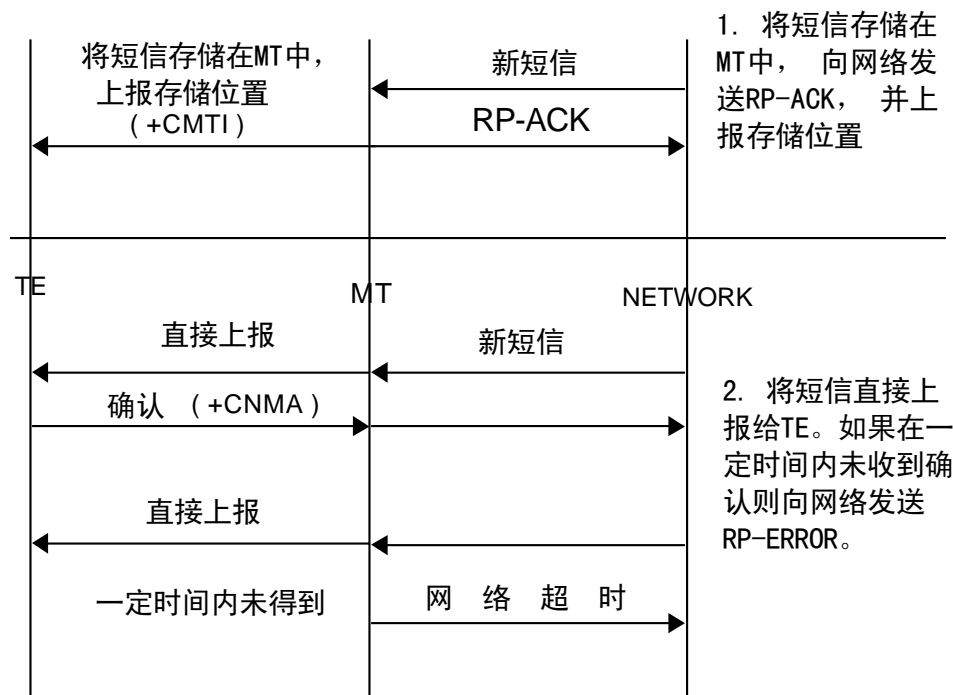 将短信存储在MT中，
上报存储位置
(+CMTI)
新短信
RP-ACK
1. 将短信存储在
MT中， 向网络发
送RP-ACK， 并上
报存储位置
TE
MT
NETWORK
直接上报
新短信
确认 (+CNMA)
直接上报
一定时间内未得到
网 络 超 时
2. 将短信直接上
报给TE。如果在一
定时间内未收到确
认则向网络发送
RP-ERROR。